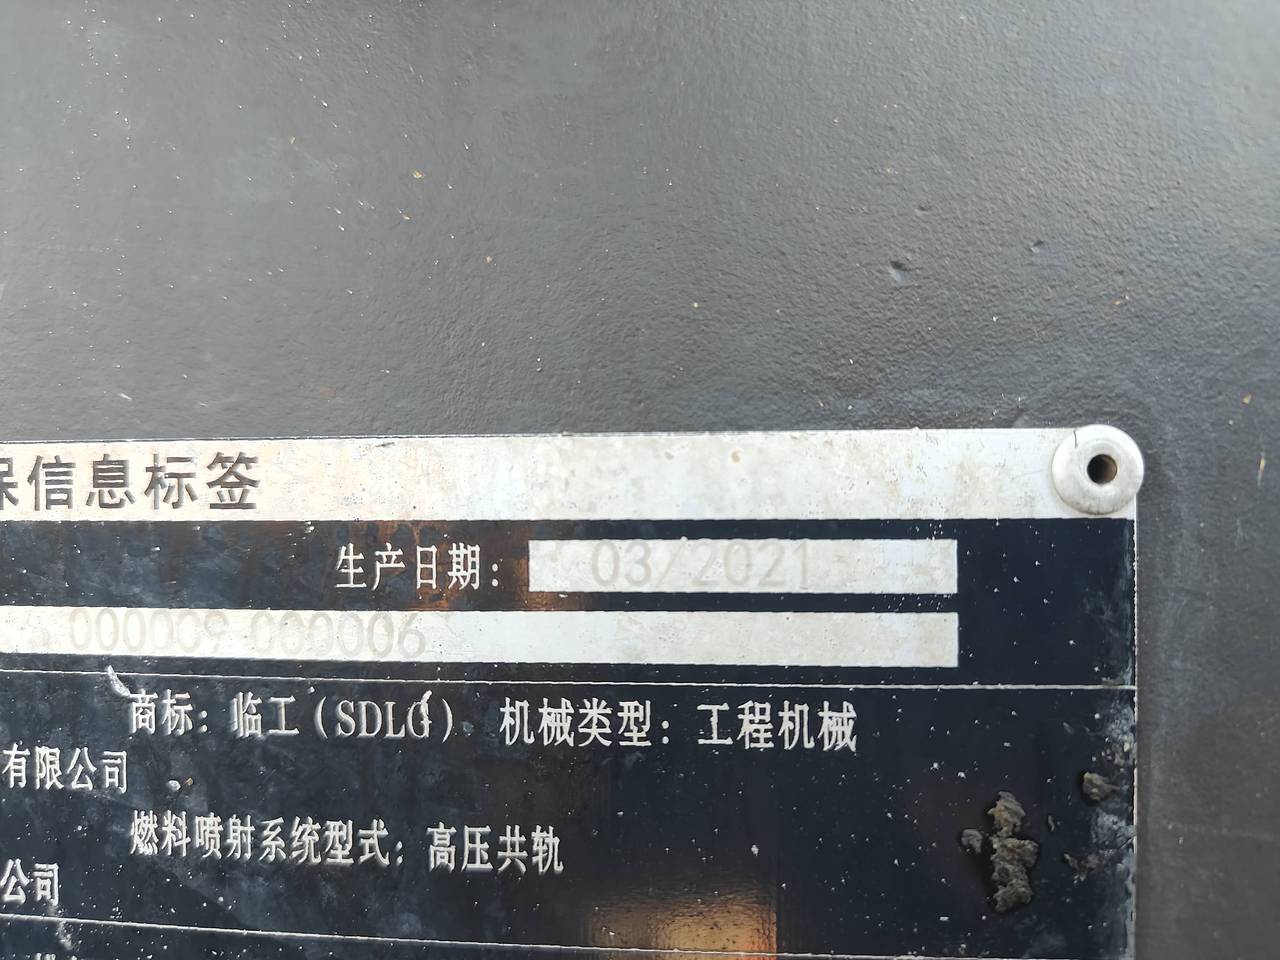 保信息标签
生产日期: 03/2021
000009 000006
商标: 临工(SDLG) 机械类型: 工程机械
有限公司
燃料喷射系统型式: 高压共轨
公司